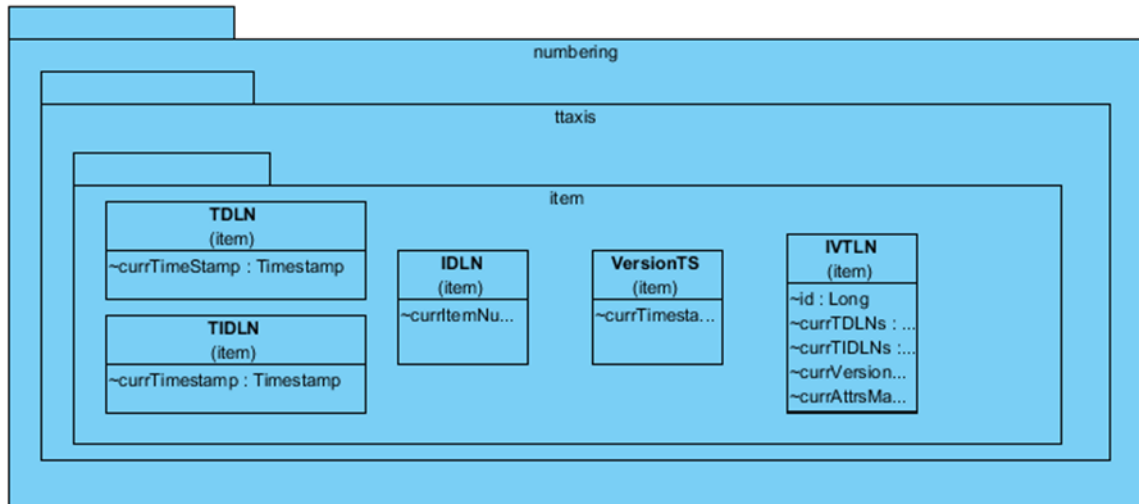 numbering
ttaxis
item
TDLN
(item)
~currTimeStamp : Timestamp
TIDLN
(item)
~currTimestamp : Timestamp
IDLN
(item)
~currItemNu...
VersionTS
(item)
~currTimesta...
IVTLN
(item)
~id : Long
~currTDLNs : ...
~currTIDLNs :...
~currVersion...
~currAttrsMa...